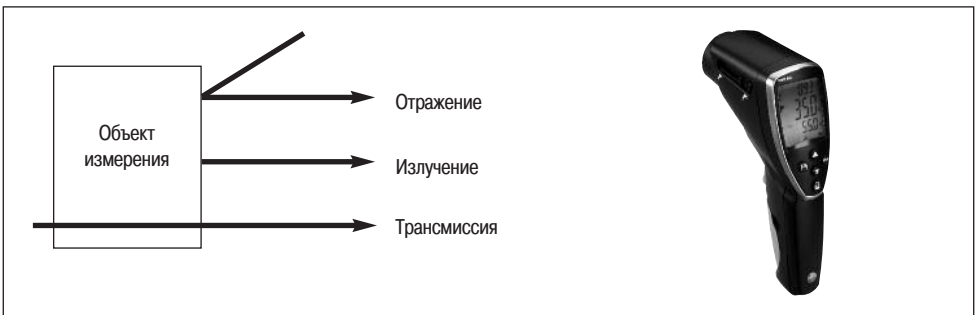 Объект
измерения
Отражение
Излучение
Трансмиссия